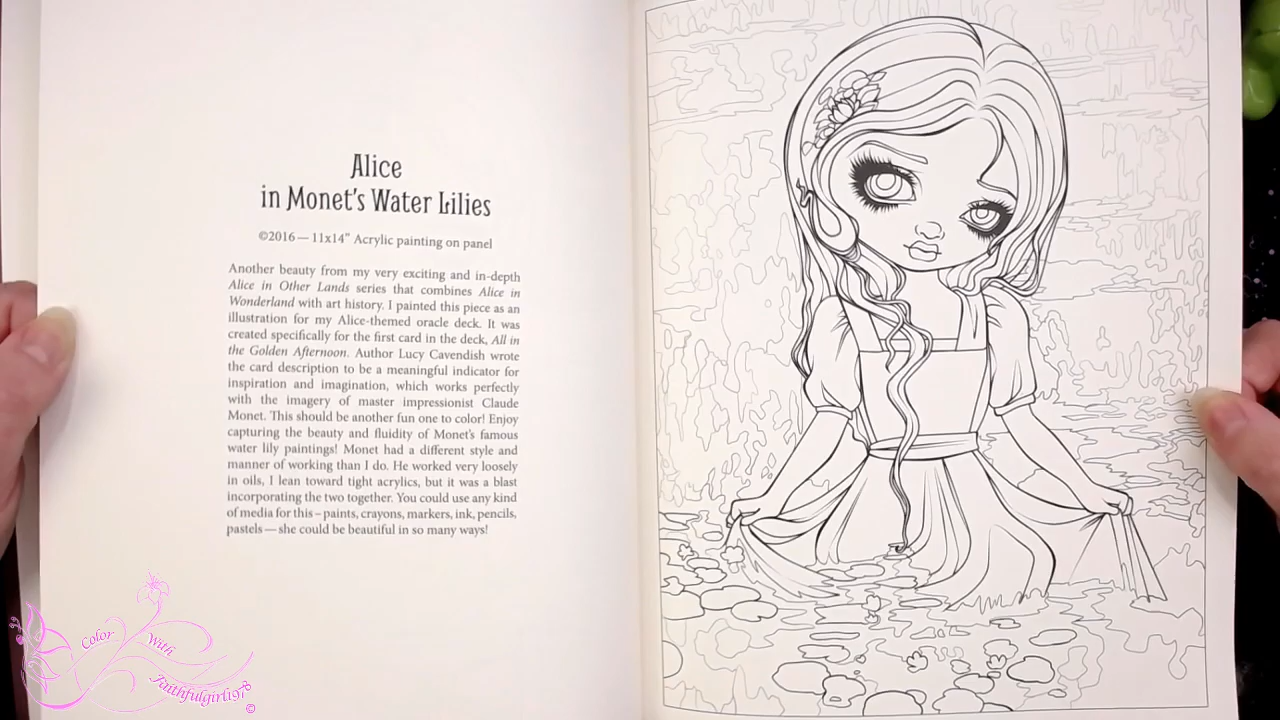 Alice
in Monet's Water Lilies
©2016 — 11x14" Acrylic painting on panel
Another beauty from my very exciting and in-depth
Alice in Other Lands series that combines Alice in
Wonderland with art history. I painted this piece as an
illustration for my Alice-themed oracle deck. It was
created specifically for the first card in the deck, All in
the Golden Afternoon. Author Lucy Cavendish wrote
the card description to be a meaningful indicator for
inspiration and imagination, which works perfectly
with the imagery of master impressionist Claude
Monet. This should be another fun one to color! Enjoy
capturing the beauty and fluidity of Monet's famous
water lily paintings! Monet had a different style and
manner of working than I do. He worked very loosely
in oils, I lean toward tight acrylics, but it was a blast
incorporating the two together. You could use any kind
of media for this – paints, crayons, markers, ink, pencils,
pastels — she could be beautiful in so many ways!
Color With
Faithfulgirl1978
©